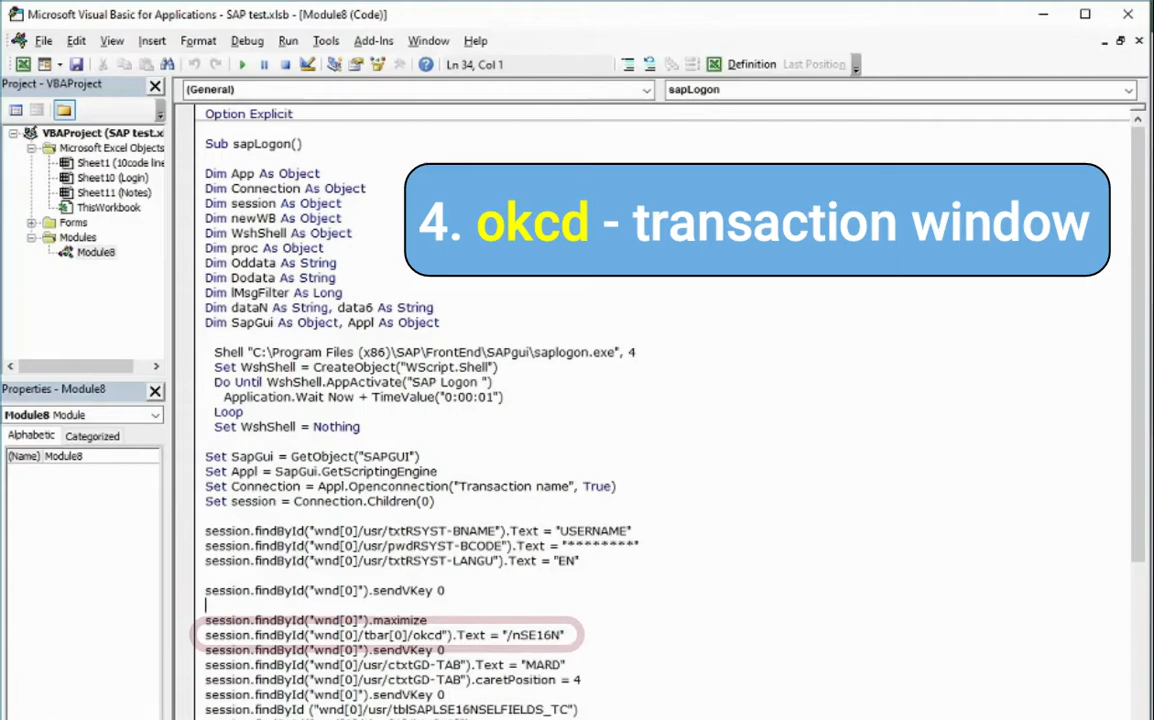 Microsoft Visual Basic for Applications - SAP test.xlsb - [Module8 (Code)]
File Edit View Insert Format Debug Run Tools Add-Ins Window Help
Ln 34, Col 1
Definition Last Position
Project - VBAProject
VBAProject (SAP test.x
Microsoft Excel Objects
Sheet1 (10code line
Sheet10 (Login)
Sheet11 (Notes)
ThisWorkbook
Forms
Modules
Module8
Properties - Module8
Module8 Module
Alphabetic Categorized
(Name) Module8
(General) sapLogon
4. okcd - transaction window
Option Explicit
Sub sapLogon()
Dim App As Object
Dim Connection As Object
Dim session As Object
Dim newWB As Object
Dim WshShell As Object
Dim proc As Object
Dim Oddata As String
Dim Dodata As String
Dim lMsgFilter As Long
Dim dataN As String, data6 As String
Dim SapGui As Object, Appl As Object
Shell "C:\Program Files (x86)\SAP\FrontEnd\SAPgui\saplogon.exe", 4
Set WshShell = CreateObject("WScript.Shell")
Do Until WshShell.AppActivate("SAP Logon ")
Application.Wait Now + TimeValue("0:00:01")
Loop
Set WshShell = Nothing
Set SapGui = GetObject("SAPGUI")
Set Appl = SapGui.GetScriptingEngine
Set Connection = Appl.Openconnection("Transaction name", True)
Set session = Connection.Children(0)
session.findById("wnd[0]/usr/txtRSYST-BNAME").Text = "USERNAME"
session.findById("wnd[0]/usr/pwdRSYST-BCODE").Text = "********"
session.findById("wnd[0]/usr/txtRSYST-LANGU").Text = "EN"
session.findById("wnd[0]").sendVKey 0
session.findById("wnd[0]").maximize
session.findById("wnd[0]/tbar[0]/okcd").Text = "/nSE16N"
session.findById("wnd[0]").sendVKey 0
session.findById("wnd[0]/usr/ctxtGD-TAB").Text = "MARD"
session.findById("wnd[0]/usr/ctxtGD-TAB").caretPosition = 4
session.findById("wnd[0]").sendVKey 0
session.findById ("wnd[0]/usr/tblSAPLSE16NSELFIELDS_TC")